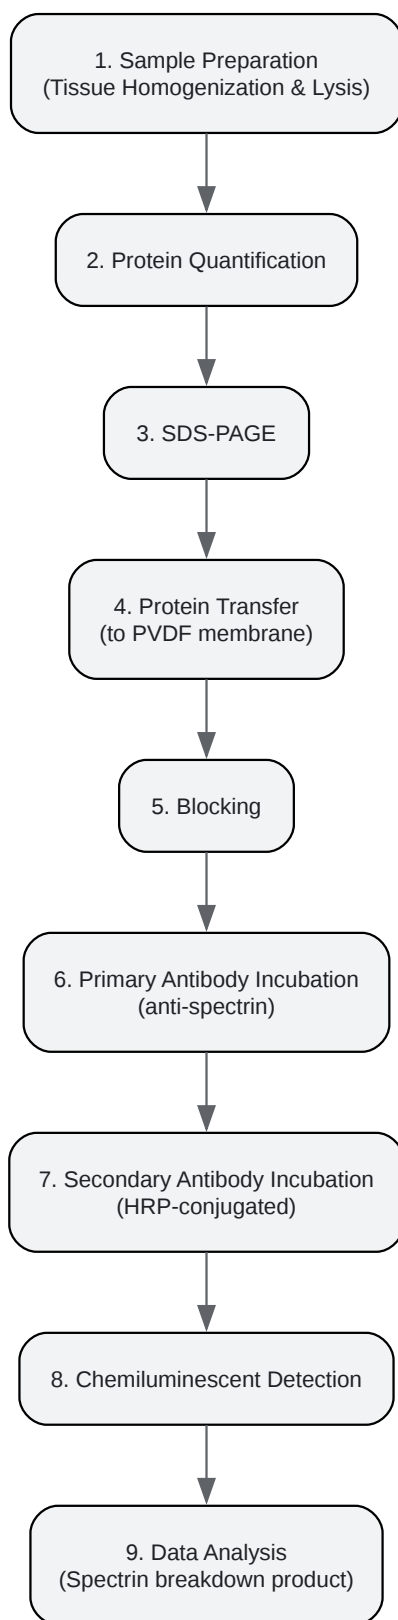 1. Sample Preparation
(Tissue Homogenization & Lysis)
2. Protein Quantification
3. SDS-PAGE
4. Protein Transfer
(to PVDF membrane)
5. Blocking
6. Primary Antibody Incubation
(anti-spectrin)
7. Secondary Antibody Incubation
(HRP-conjugated)
8. Chemiluminescent Detection
9. Data Analysis
(Spectrin breakdown product)